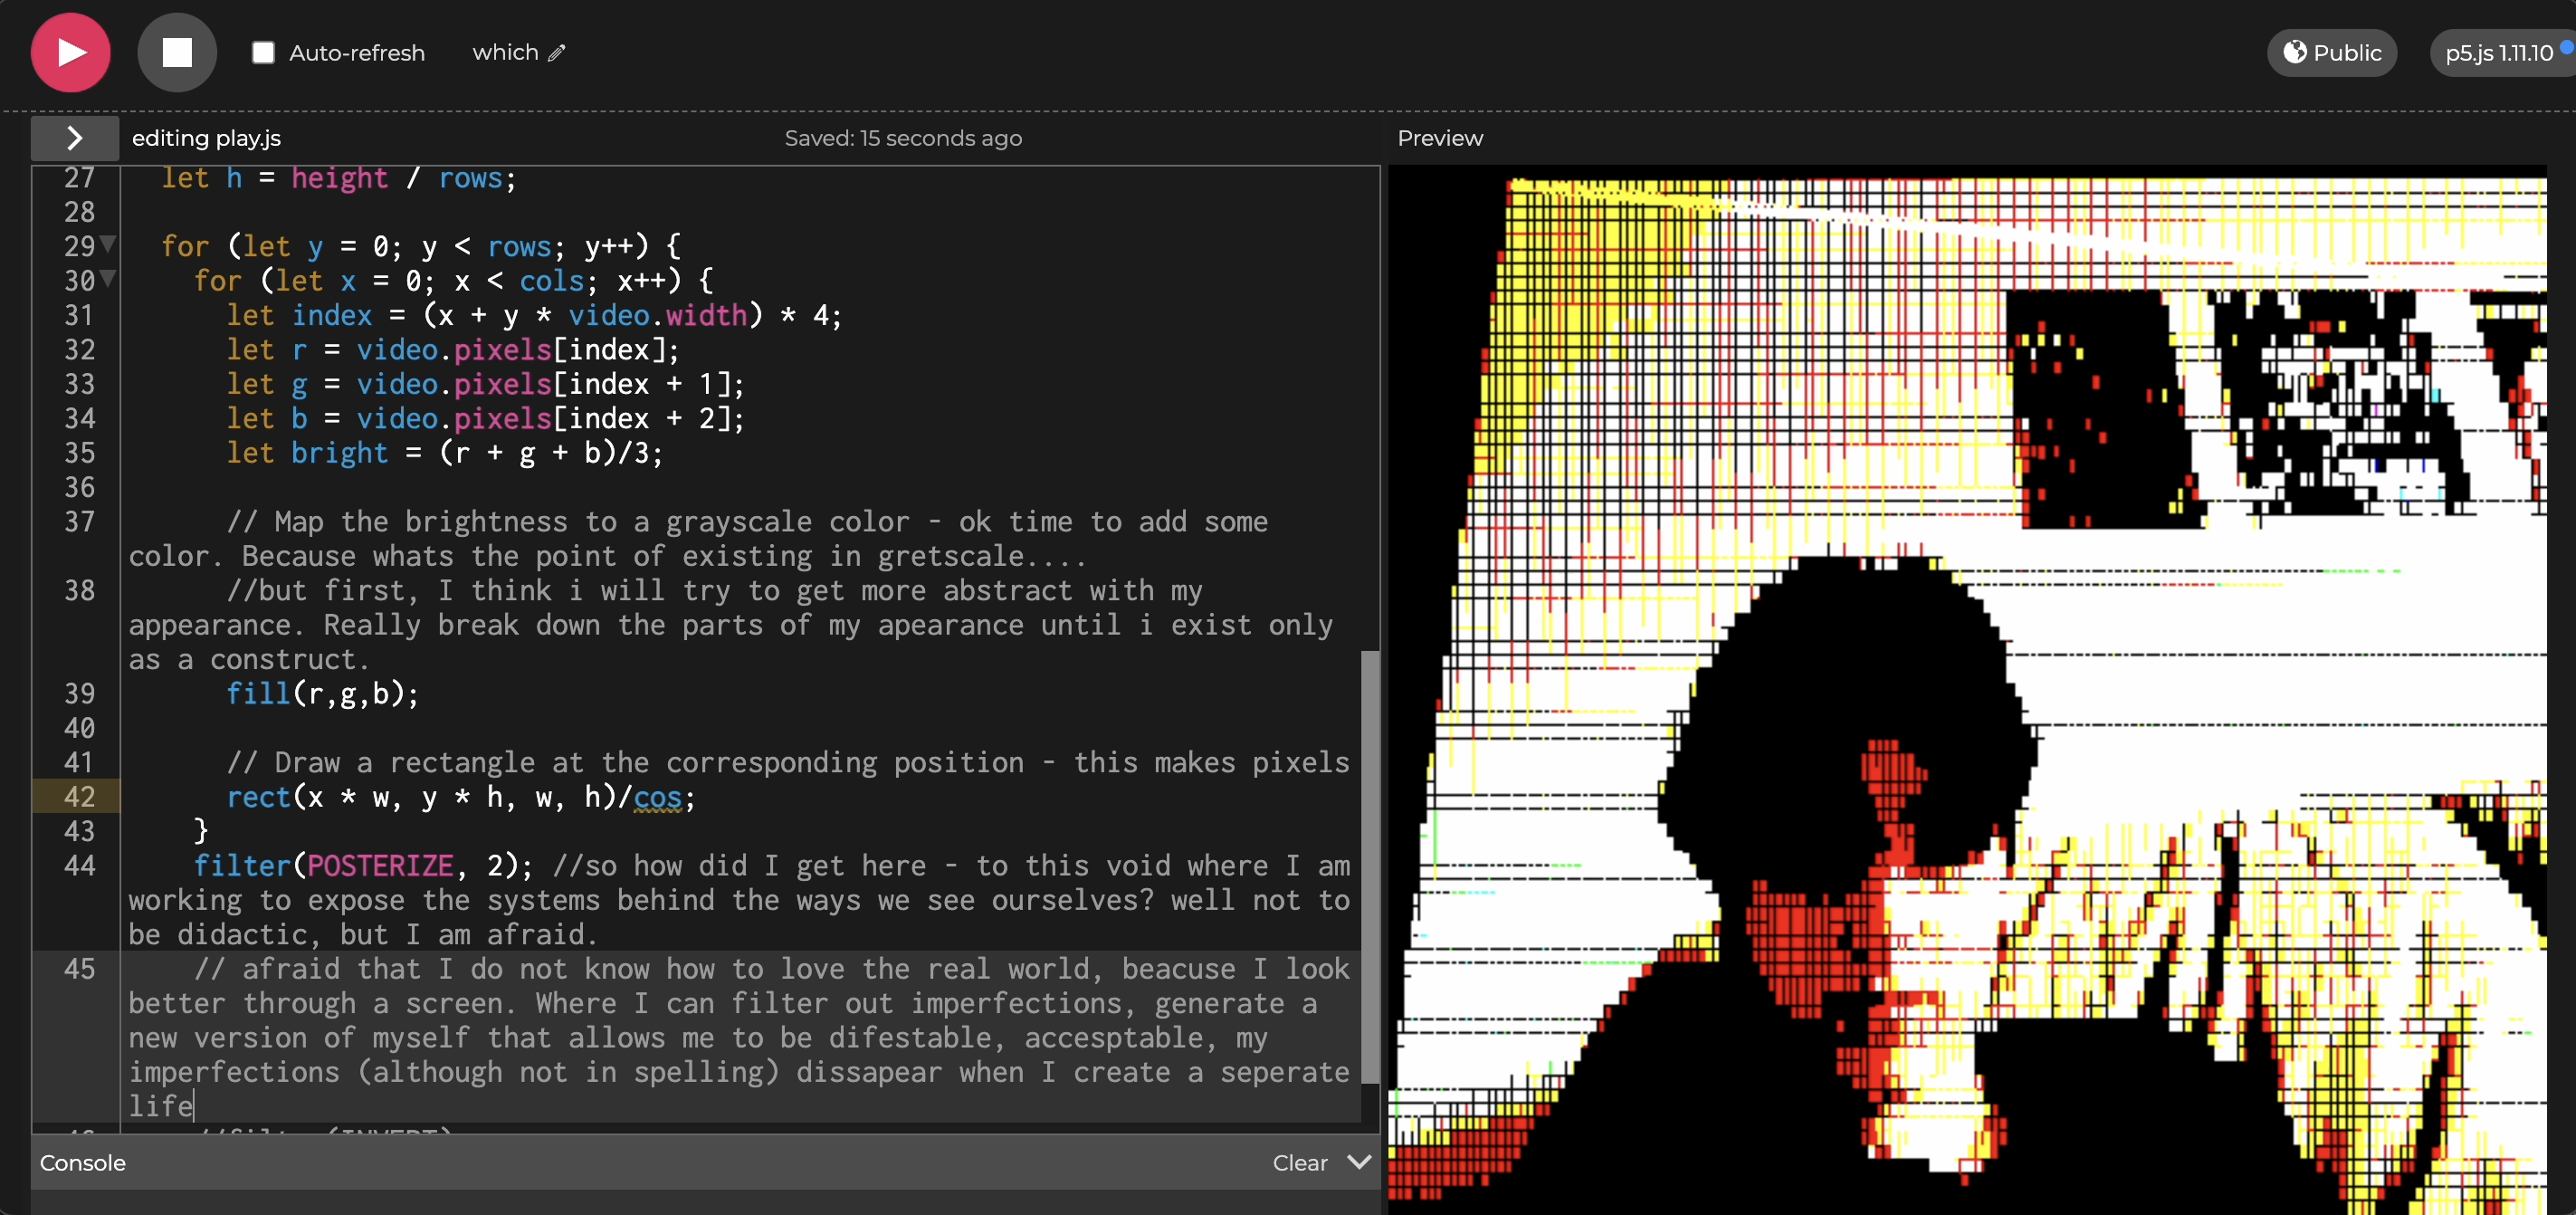 Auto-refresh
which
Public
p5.js 1.11.10
editing play.js
Saved: 15 seconds ago
Preview
27 let h = height / rows;
28
29 for (let y = 0; y < rows; y++) {
30 for (let x = 0; x < cols; x++) {
31 let index = (x + y * video.width) * 4;
32 let r = video.pixels[index];
33 let g = video.pixels[index + 1];
34 let b = video.pixels[index + 2];
35 let bright = (r + g + b)/3;
36
37 // Map the brightness to a grayscale color - ok time to add some
color. Because whats the point of existing in gretscale....
38 //but first, I think i will try to get more abstract with my
appearance. Really break down the parts of my apearance until i exist only
as a construct.
39 fill(r,g,b);
40
41 // Draw a rectangle at the corresponding position - this makes pixels
42 rect(x * w, y * h, w, h)/cos;
43 }
44 filter(POSTERIZE, 2); //so how did I get here - to this void where I am
working to expose the systems behind the ways we see ourselves? well not to
be didactic, but I am afraid.
45 // afraid that I do not know how to love the real world, beacuse I look
better through a screen. Where I can filter out imperfections, generate a
new version of myself that allows me to be difestable, accesptable, my
imperfections (although not in spelling) dissapear when I create a seperate
life
Console
Clear